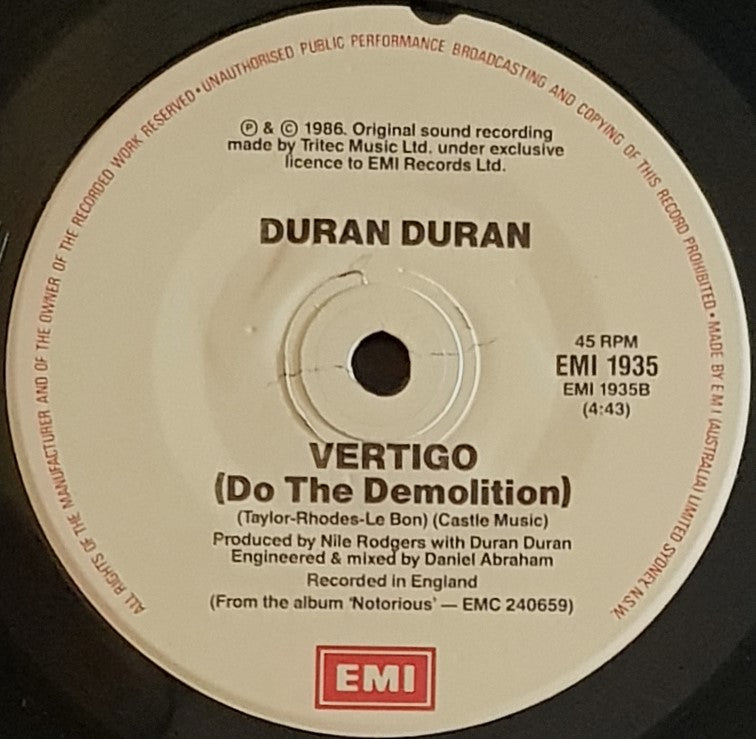 ALL RIGHTS OF THE MANUFACTURER AND OF THE OWNER OF THE RECORDED WORK RESERVED • UNAUTHORISED PUBLIC PERFORMANCE BROADCASTING AND COPYING OF THIS RECORD PROHIBITED • MADE BY E M I (AUSTRALIA) LIMITED SYDNEY N.S.W.
Ⓟ & © 1986. Original sound recording
made by Tritec Music Ltd. under exclusive
licence to EMI Records Ltd.
DURAN DURAN
45 RPM
EMI 1935
EMI 1935B
(4:43)
VERTIGO
(Do The Demolition)
(Taylor-Rhodes-Le Bon) (Castle Music)
Produced by Nile Rodgers with Duran Duran
Engineered & mixed by Daniel Abraham
Recorded in England
(From the album 'Notorious' — EMC 240659)
EMI